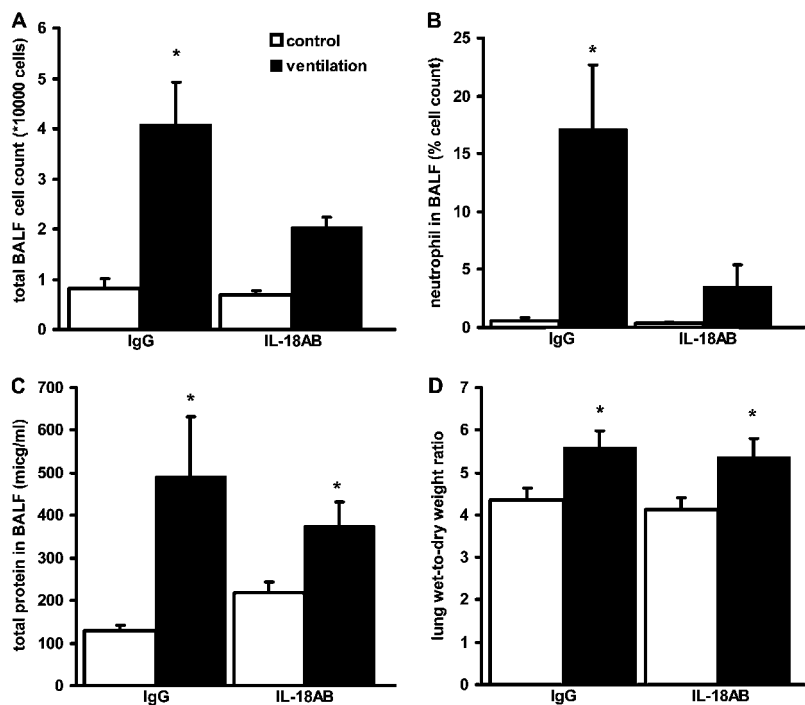 A
total BALF cell count (*10000 cells)
6
5
4
3
2
1
0
*
control
ventilation
IgG
IL-18AB
B
neutrophil in BALF (% cell count)
25
20
15
10
5
0
*
IgG
IL-18AB
C
total protein in BALF (micg/ml)
700
600
500
400
300
200
100
0
*
*
IgG
IL-18AB
D
lung wet-to-dry weight ratio
7
6
5
4
3
2
1
0
*
*
IgG
IL-18AB